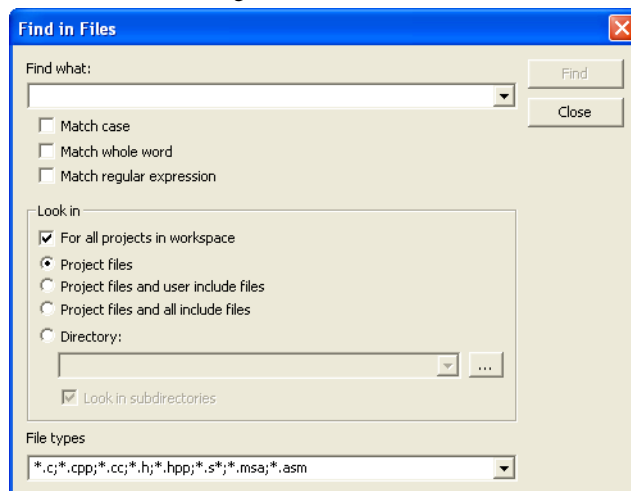 Find in Files
Find what:
Find
Close
Match case
Match whole word
Match regular expression
Look in
For all projects in workspace
Project files
Project files and user include files
Project files and all include files
Directory:
...
Look in subdirectories
File types
*.c;*.cpp;*.cc;*.h;*.hpp;*.s*;*.msa;*.asm